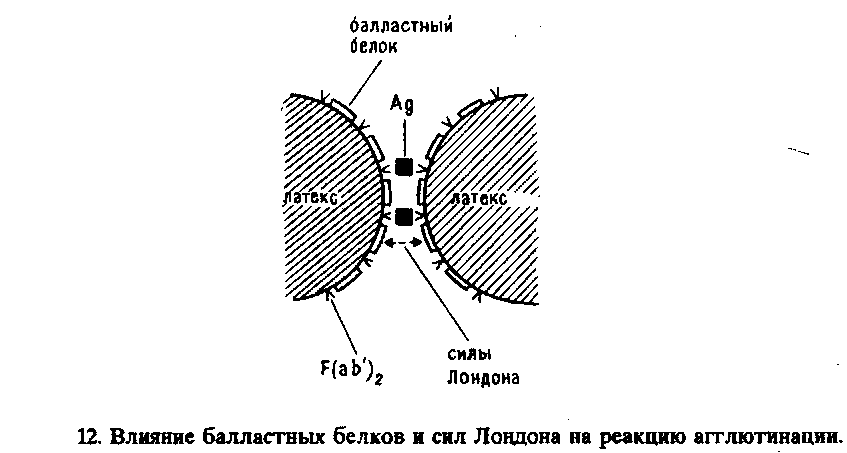 балластный
белок
Ag
латекс
латекс
F(ab')₂
силы
Лондона
12. Влияние балластных белков и сил Лондона на реакцию агглютинации.